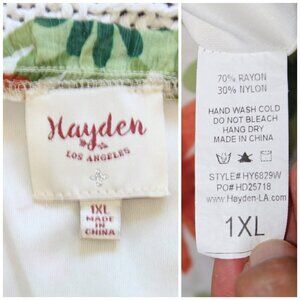 Hayden
LOS ANGELES
1XL
MADE IN
CHINA
70% RAYON
30% NYLON
HAND WASH COLD
DO NOT BLEACH
HANG DRY
MADE IN CHINA
STYLE# HY6829W
PO# HD25718
www.Hayden-LA.com
1XL